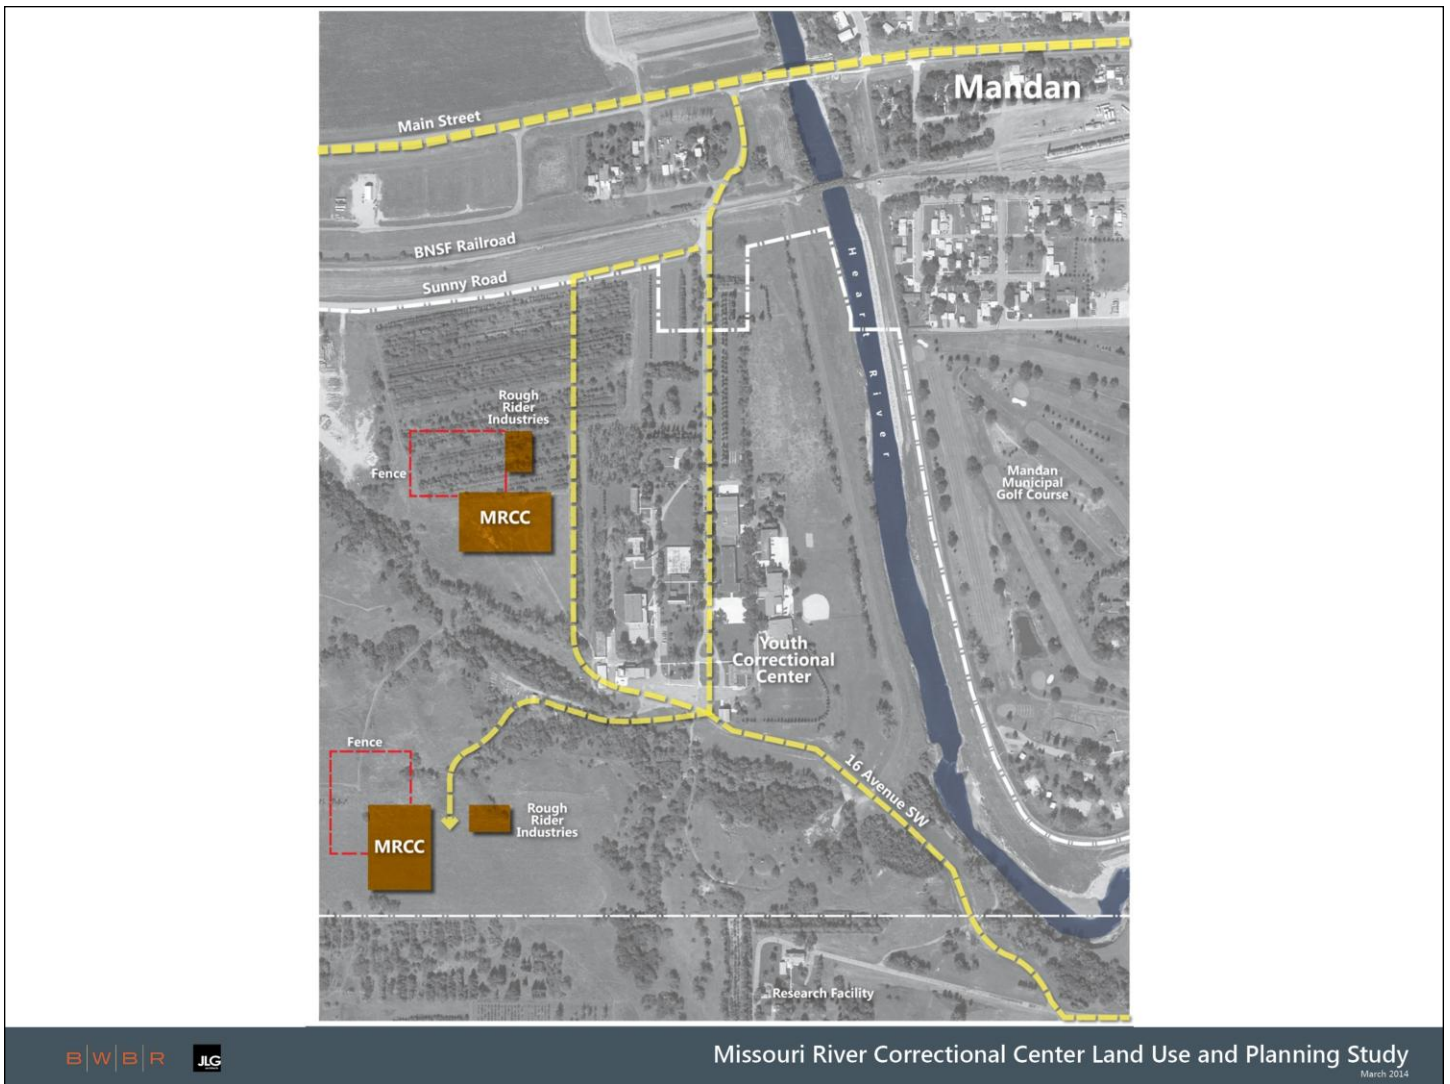 Mandan
Main Street
BNSF Railroad
Sunny Road
Heart River
Rough
Rider
Industries
Fence
MRCC
Mandan
Municipal
Golf Course
Youth
Correctional
Center
Fence
16 Avenue SW
Rough
Rider
Industries
MRCC
Research Facility
B|W|B|R
JLG
Missouri River Correctional Center Land Use and Planning Study
March 2014